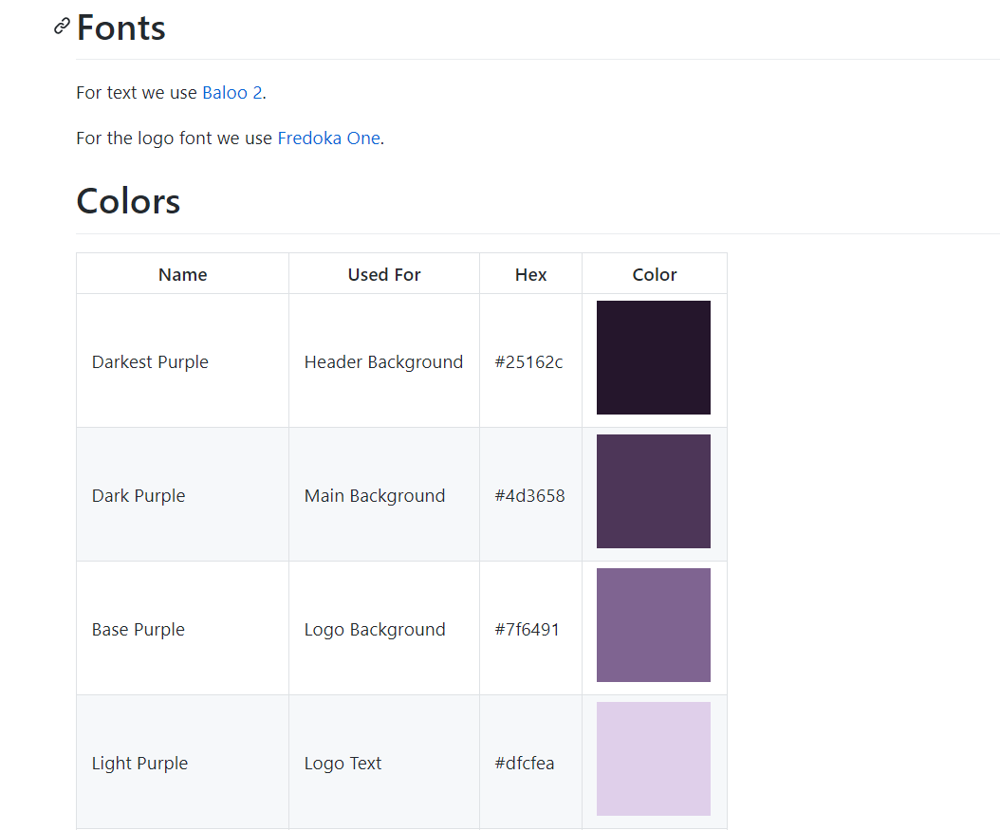 Fonts
For text we use Baloo 2.
For the logo font we use Fredoka One.
Colors
Name Used For Hex Color
Darkest Purple Header Background #25162c
Dark Purple Main Background #4d3658
Base Purple Logo Background #7f6491
Light Purple Logo Text #dfcfea